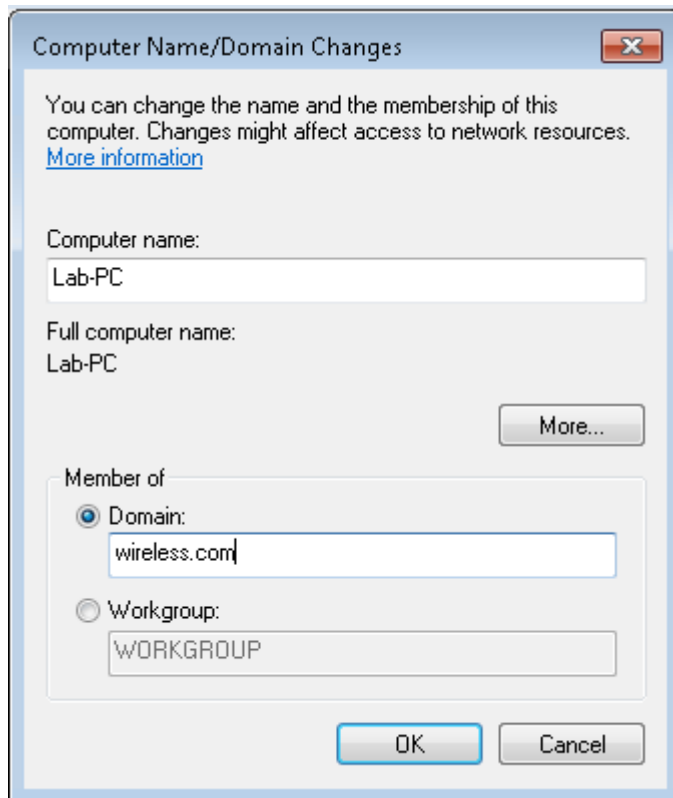 Computer Name/Domain Changes
You can change the name and the membership of this
computer. Changes might affect access to network resources.
More information
Computer name:
Lab-PC
Full computer name:
Lab-PC
More...
Member of
Domain:
wireless.com
Workgroup:
WORKGROUP
OK Cancel